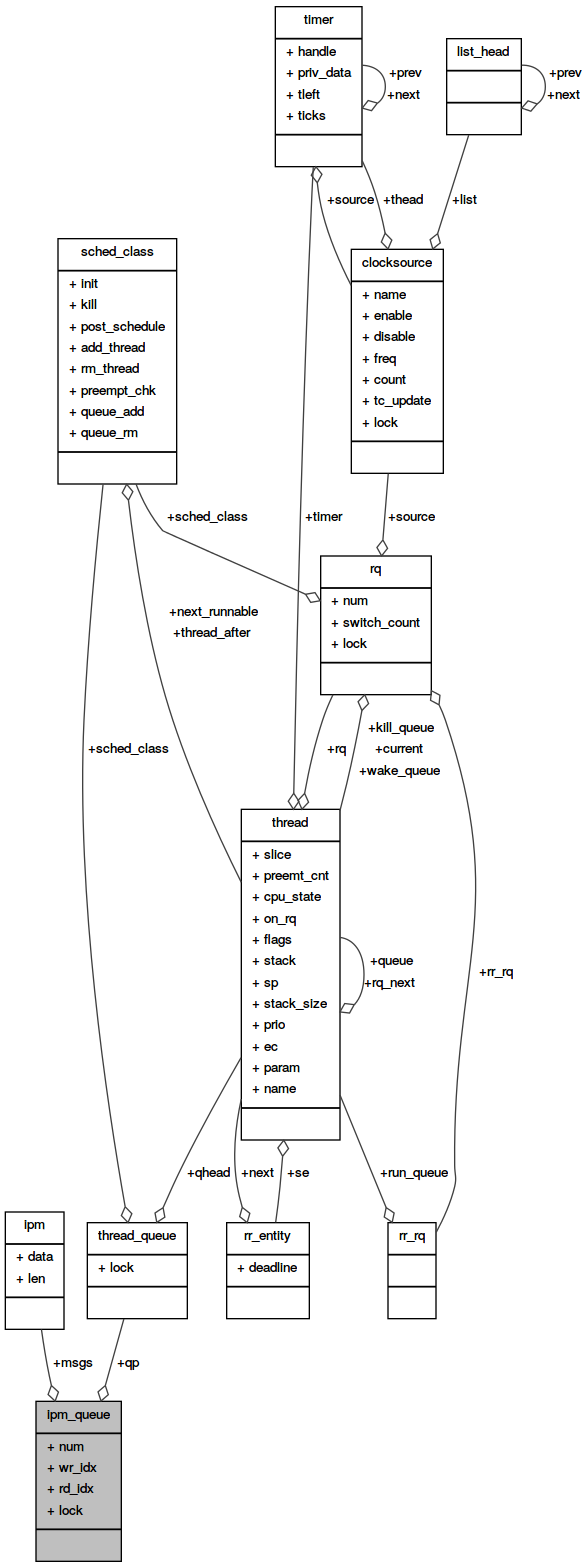 timer
+ handle
+ priv_data
+ tleft
+ ticks
+prev
+next
list_head
+prev
+next
+source
+thead
+list
sched_class
+ init
+ kill
+ post_schedule
+ add_thread
+ rm_thread
+ preempt_chk
+ queue_add
+ queue_rm
clocksource
+ name
+ enable
+ disable
+ freq
+ count
+ tc_update
+ lock
+sched_class
+timer
+source
rq
+ num
+ switch_count
+ lock
+next_runnable
+thread_after
+sched_class
+rq
+kill_queue
+current
+wake_queue
thread
+ slice
+ preemt_cnt
+ cpu_state
+ on_rq
+ flags
+ stack
+ sp
+ stack_size
+ prio
+ ec
+ param
+ name
+queue
+rq_next
+rr_rq
+qhead
+next
+se
+run_queue
ipm
+ data
+ len
thread_queue
+ lock
rr_entity
+ deadline
rr_rq
+msgs
+qp
ipm_queue
+ num
+ wr_idx
+ rd_idx
+ lock